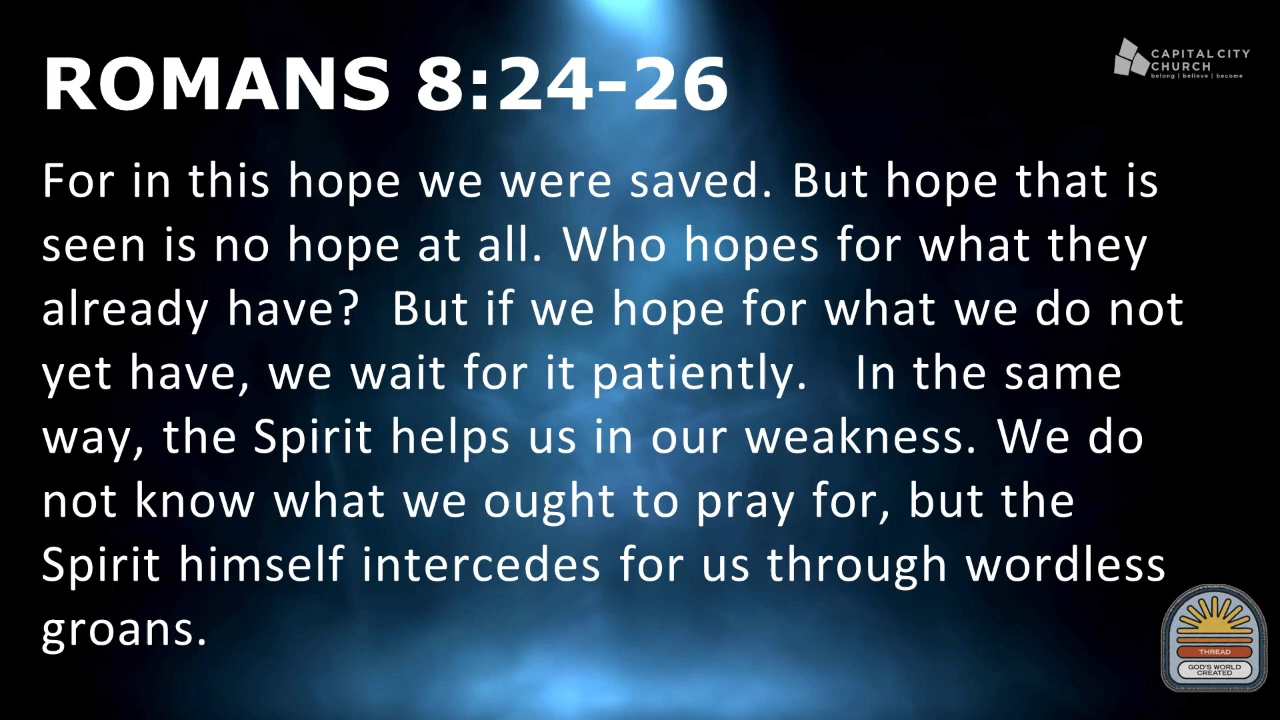 ROMANS 8:24-26
CAPITAL CITY
CHURCH
belong | believe | become
For in this hope we were saved. But hope that is
seen is no hope at all. Who hopes for what they
already have?  But if we hope for what we do not
yet have, we wait for it patiently.   In the same
way, the Spirit helps us in our weakness. We do
not know what we ought to pray for, but the
Spirit himself intercedes for us through wordless
groans.
THREAD
GOD'S WORLD
CREATED